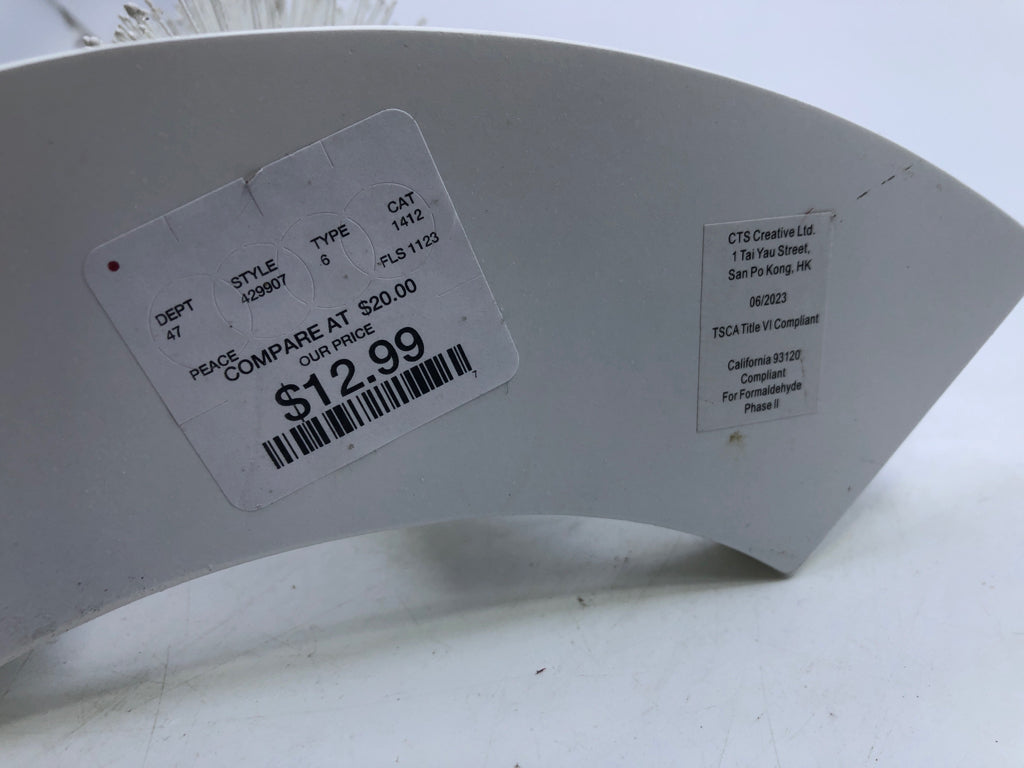 DEPT
47
STYLE
429907
TYPE
6
CAT
1412
PEACE
FLS 1123
COMPARE AT $20.00
OUR PRICE
$12.99
7
CTS Creative Ltd.
1 Tai Yau Street,
San Po Kong, HK
06/2023
TSCA Title VI Compliant
California 93120
Compliant
For Formaldehyde
Phase II